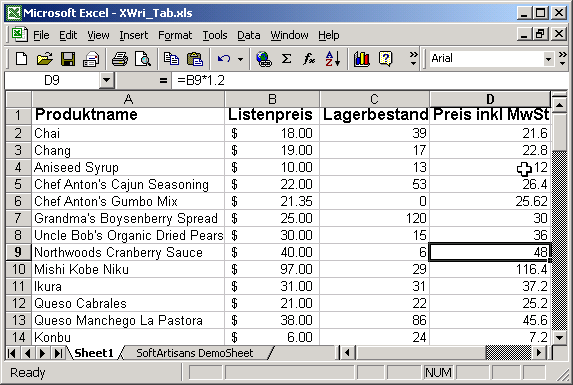 Microsoft Excel - XWri_Tab.xls
File Edit View Insert Format Tools Data Window Help
Arial
D9 = =B9*1.2
A B C D
1 Produktname Listenpreis Lagerbestand Preis inkl MwSt
2 Chai $ 18.00 39 21.6
3 Chang $ 19.00 17 22.8
4 Aniseed Syrup $ 10.00 13 12
5 Chef Anton's Cajun Seasoning $ 22.00 53 26.4
6 Chef Anton's Gumbo Mix $ 21.35 0 25.62
7 Grandma's Boysenberry Spread $ 25.00 120 30
8 Uncle Bob's Organic Dried Pears $ 30.00 15 36
9 Northwoods Cranberry Sauce $ 40.00 6 48
10 Mishi Kobe Niku $ 97.00 29 116.4
11 Ikura $ 31.00 31 37.2
12 Queso Cabrales $ 21.00 22 25.2
13 Queso Manchego La Pastora $ 38.00 86 45.6
14 Konbu $ 6.00 24 7.2
Sheet1 SoftArtisans DemoSheet
Ready NUM